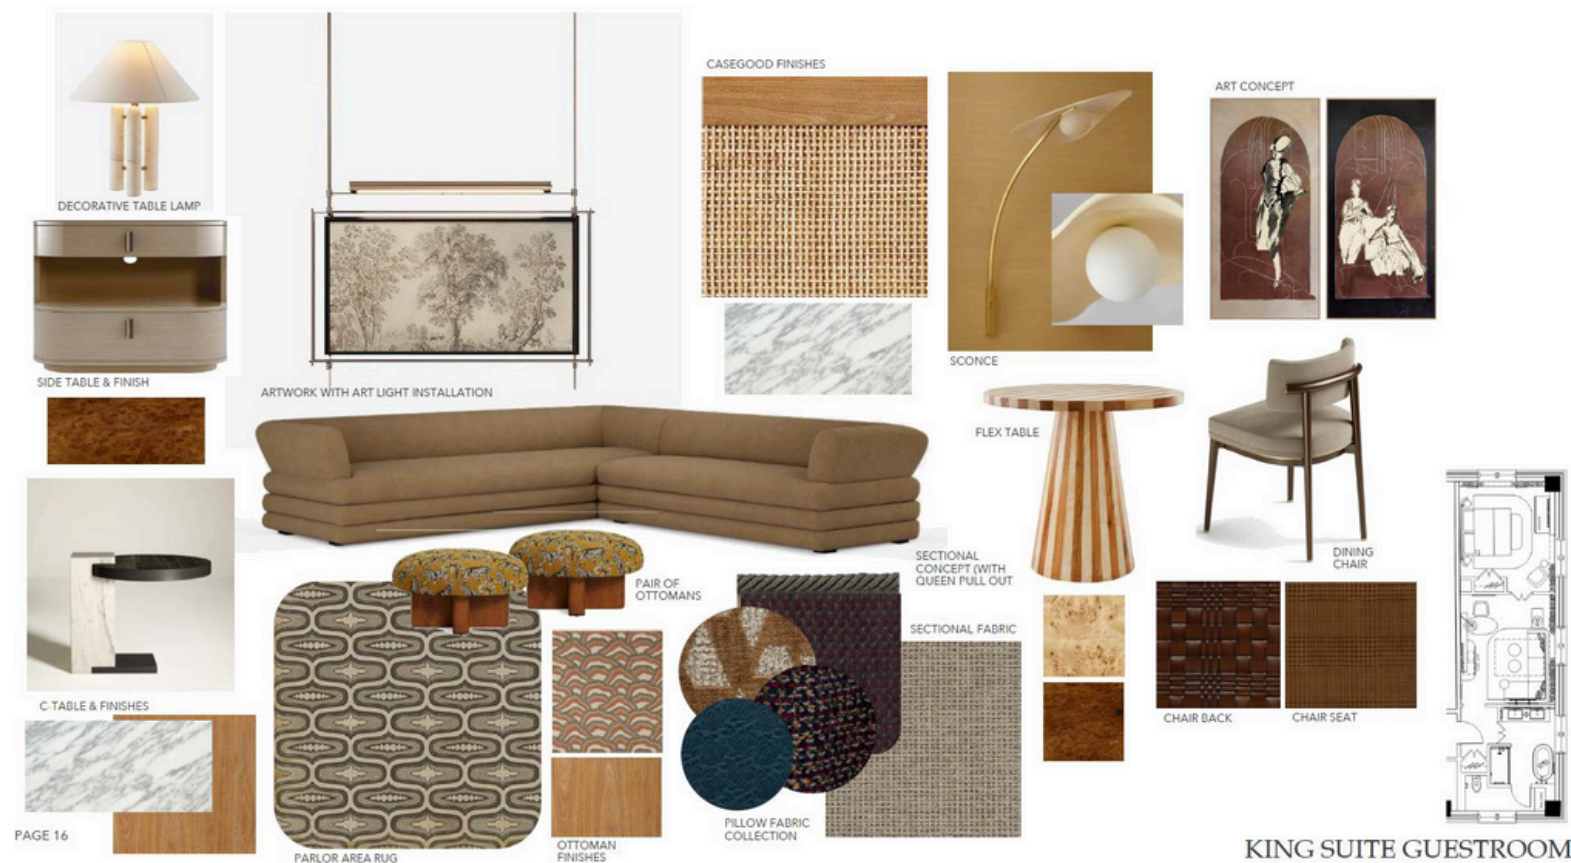 CASEGOOD FINISHES
ART CONCEPT
DECORATIVE TABLE LAMP
SCONCE
SIDE TABLE & FINISH
ARTWORK WITH ART LIGHT INSTALLATION
FLEX TABLE
DINING
CHAIR
SECTIONAL
CONCEPT (WITH
QUEEN PULL OUT
PAIR OF
OTTOMANS
SECTIONAL FABRIC
C-TABLE & FINISHES
CHAIR BACK
CHAIR SEAT
PILLOW FABRIC
COLLECTION
PAGE 16
OTTOMAN
FINISHES
PARLOR AREA RUG
KING SUITE GUESTROOM